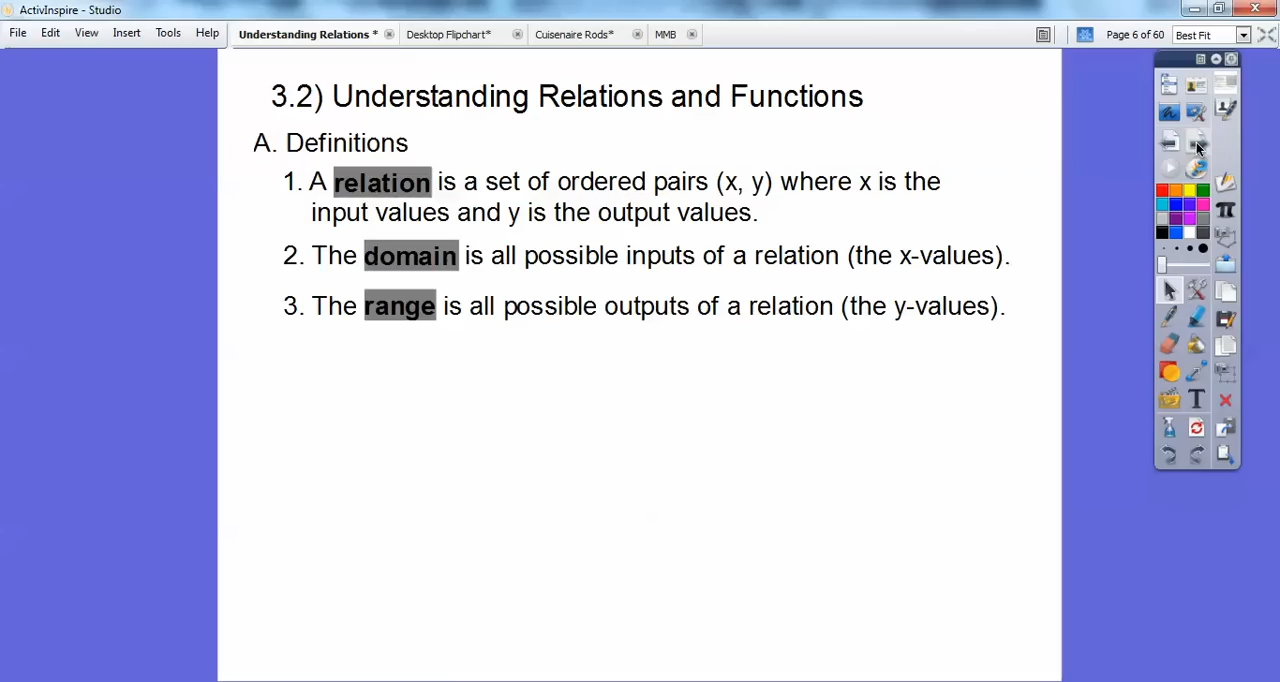 ActivInspire - Studio
File Edit View Insert Tools Help Understanding Relations * Desktop Flipchart* Cuisenaire Rods* MMB Page 6 of 60 Best Fit
3.2) Understanding Relations and Functions
A. Definitions
1. A relation is a set of ordered pairs (x, y) where x is the
input values and y is the output values.
2. The domain is all possible inputs of a relation (the x-values).
3. The range is all possible outputs of a relation (the y-values).